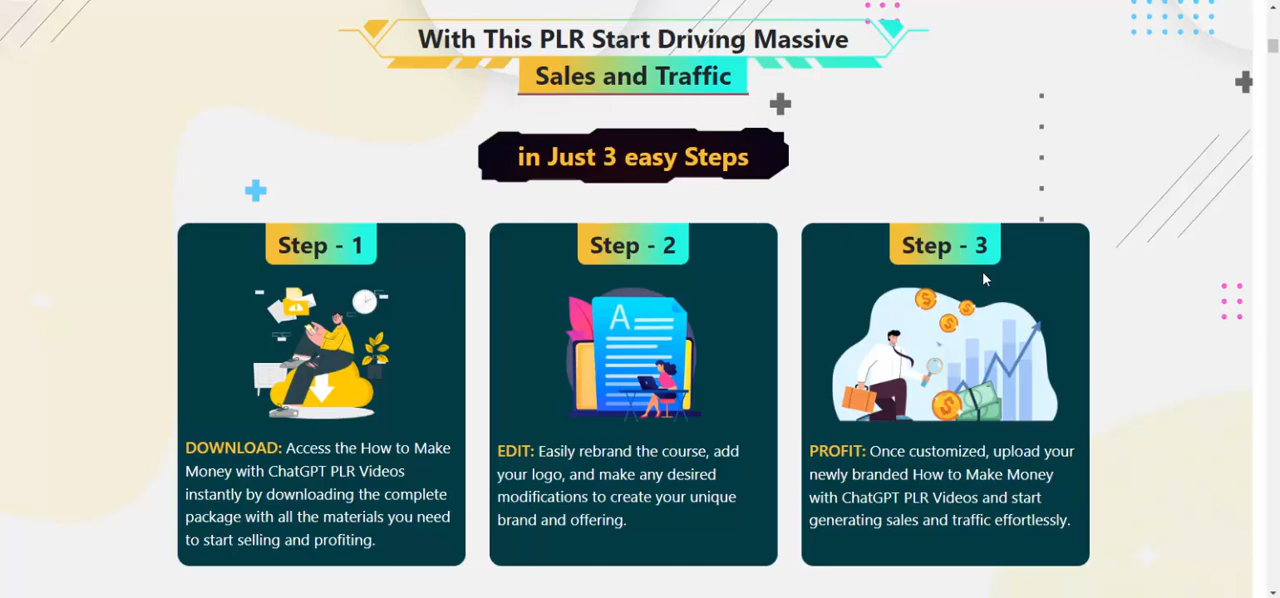 With This PLR Start Driving Massive
Sales and Traffic
in Just 3 easy Steps
Step - 1
DOWNLOAD: Access the How to Make
Money with ChatGPT PLR Videos
instantly by downloading the complete
package with all the materials you need
to start selling and profiting.
Step - 2
A
EDIT: Easily rebrand the course, add
your logo, and make any desired
modifications to create your unique
brand and offering.
Step - 3
PROFIT: Once customized, upload your
newly branded How to Make Money
with ChatGPT PLR Videos and start
generating sales and traffic effortlessly.